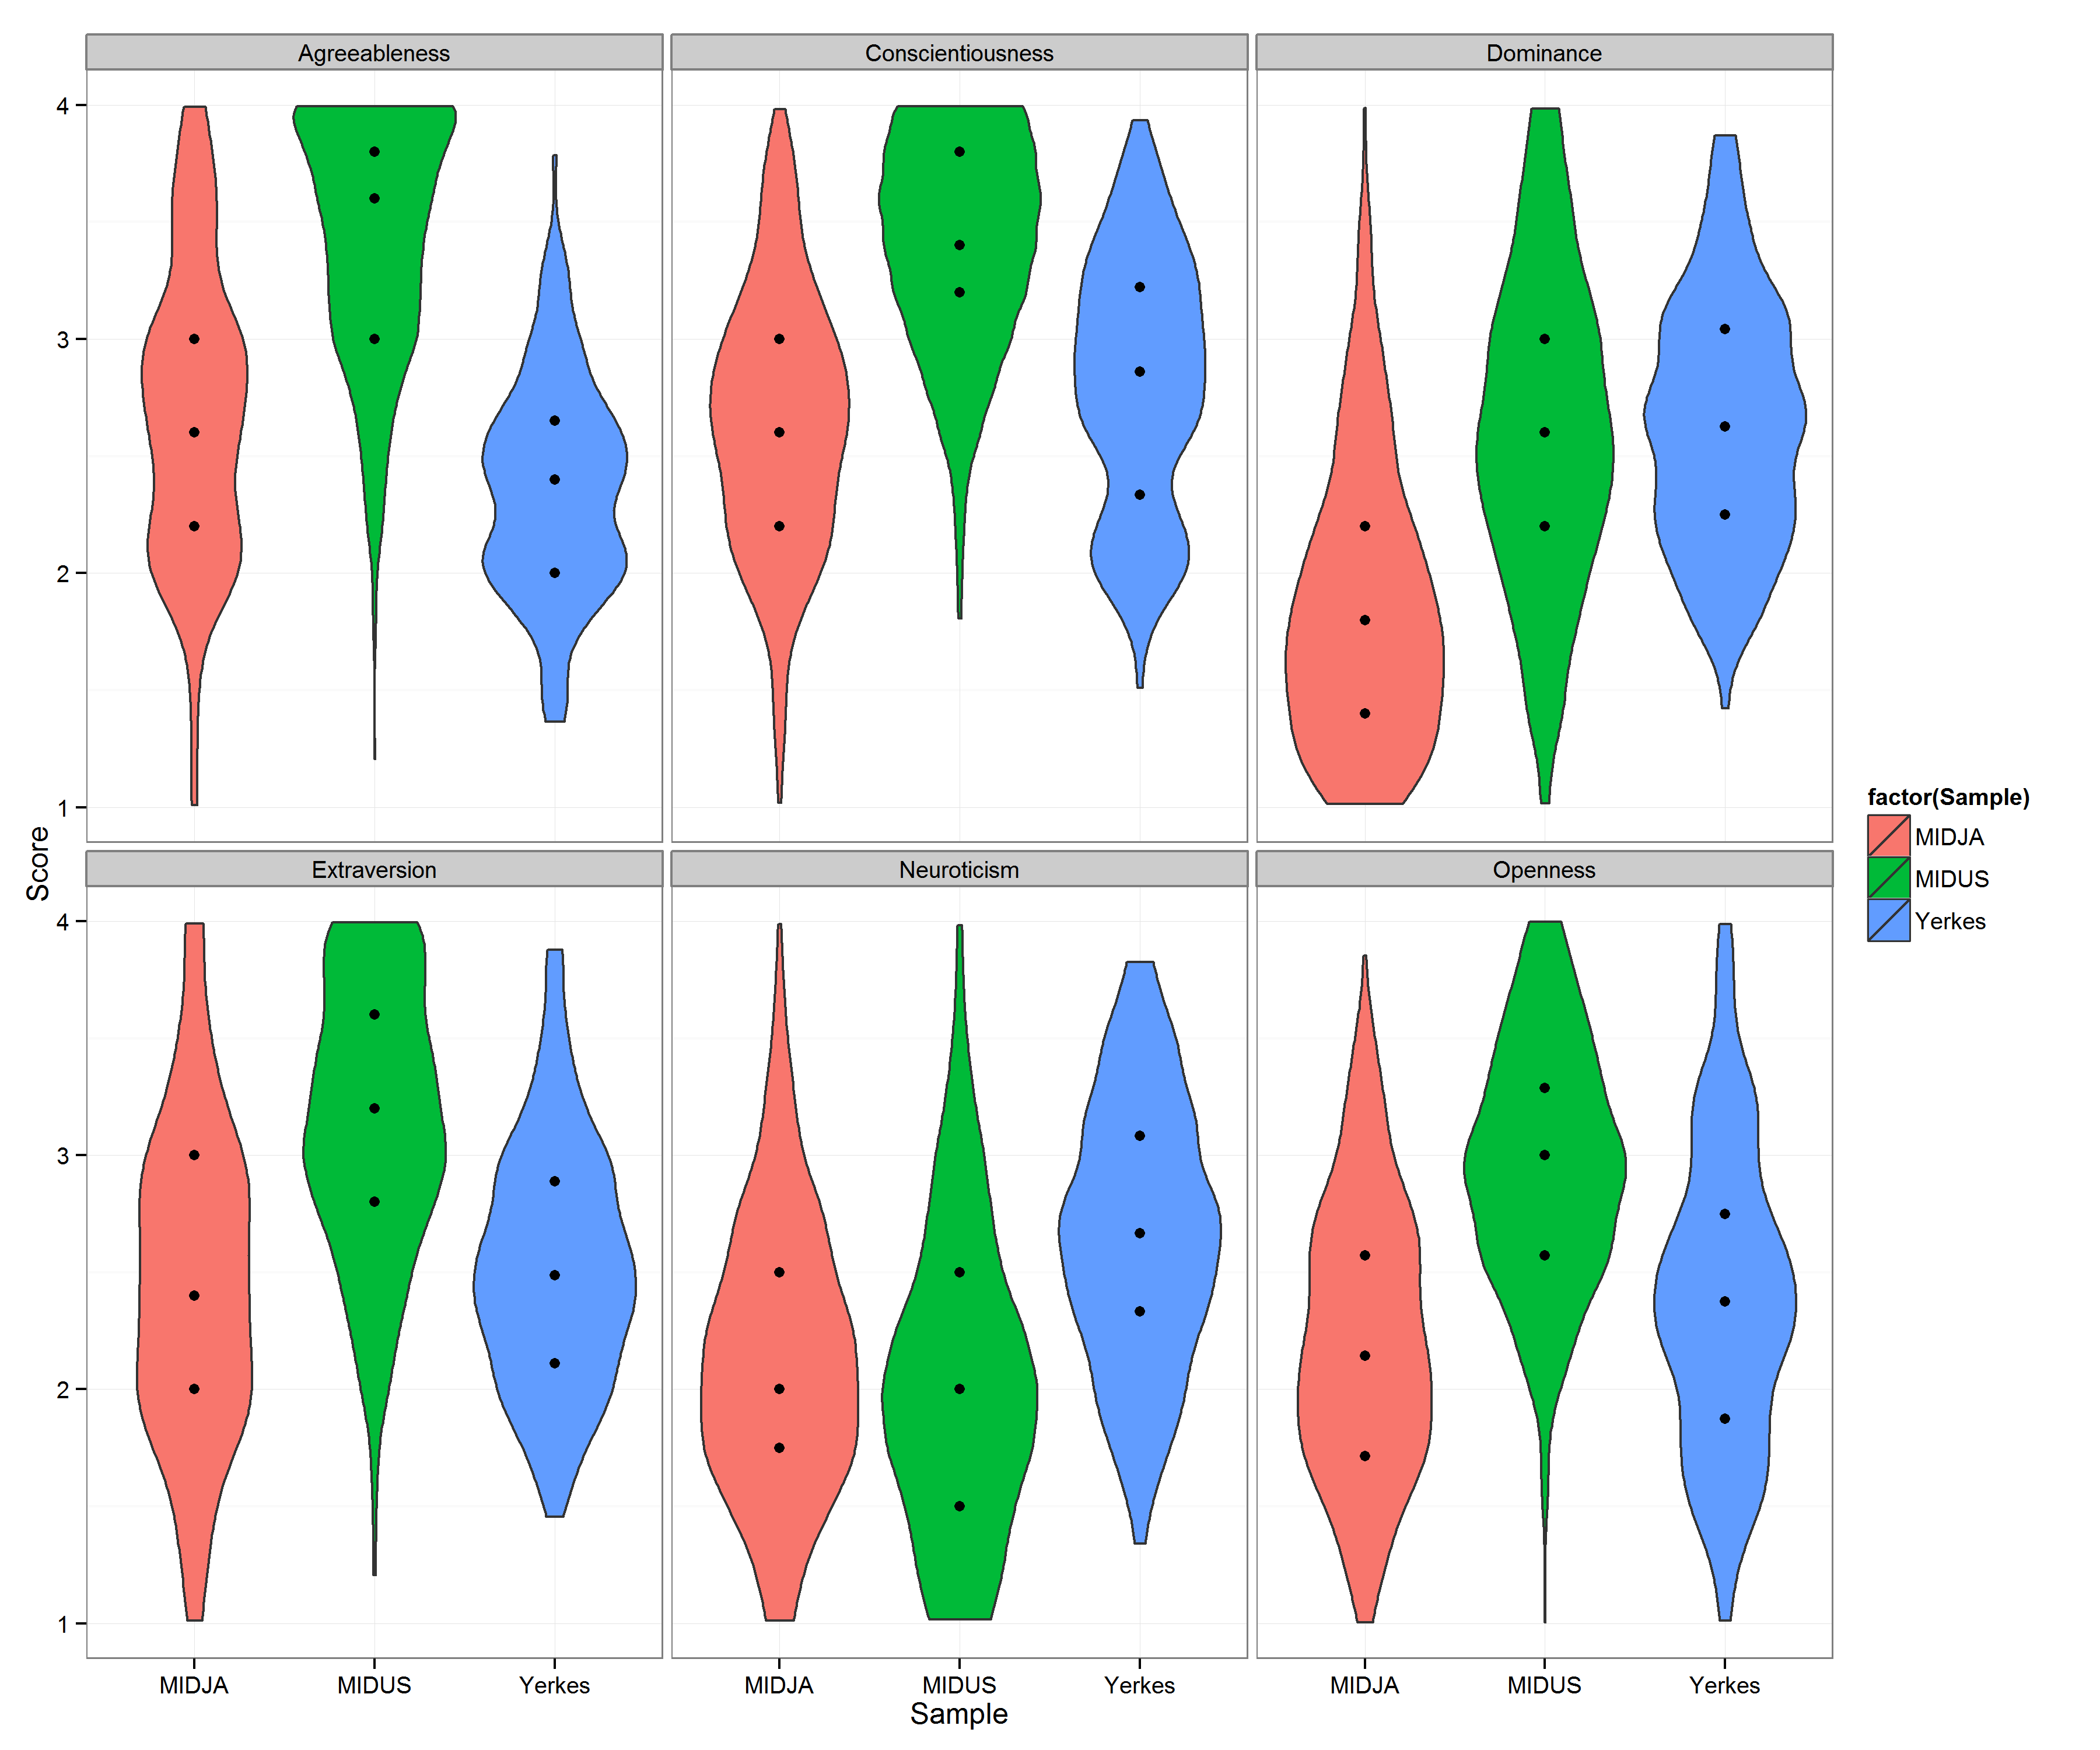 Agreeableness
Conscientiousness
Dominance
4
3
2
1
Score
Extraversion
Neuroticism
Openness
4
3
2
1
MIDJA
MIDUS
Yerkes
MIDJA
MIDUS
Yerkes
MIDJA
MIDUS
Yerkes
Sample
factor(Sample)
MIDJA
MIDUS
Yerkes